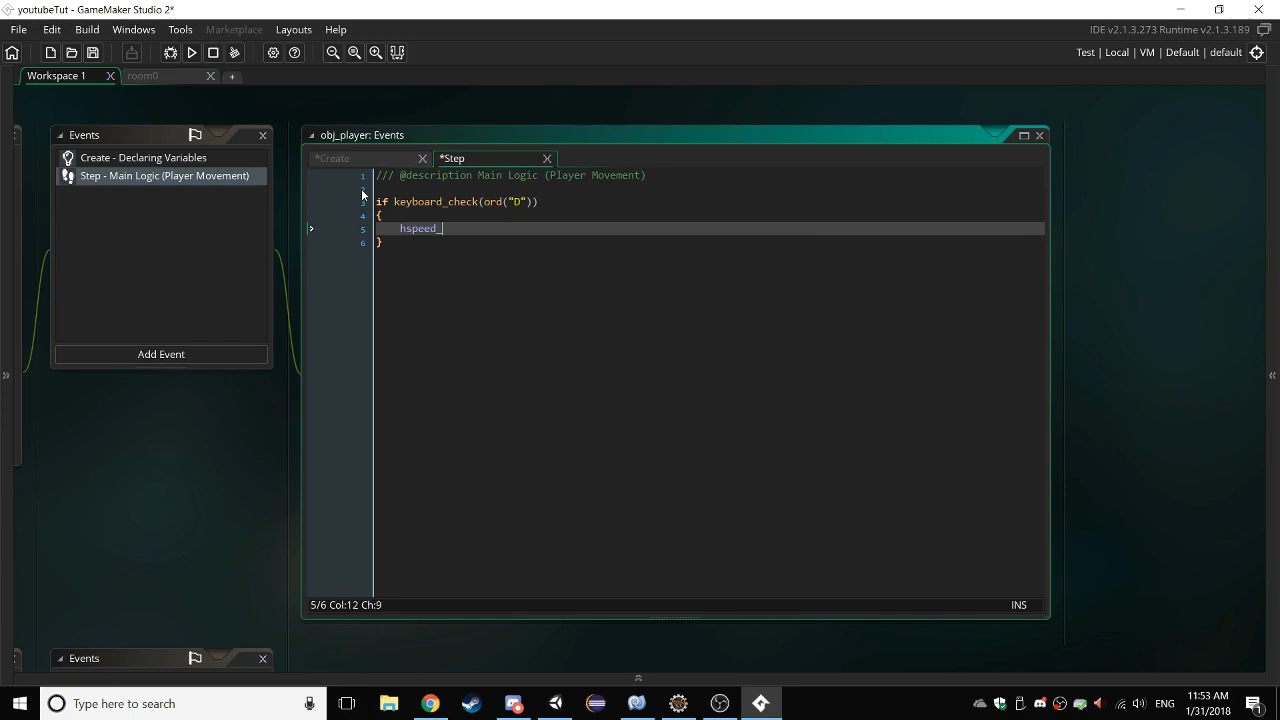 youtubeTut - GameMaker Studio 2*
File Edit Build Windows Tools Marketplace Layouts Help
IDE v2.1.3.273 Runtime v2.1.3.189
Test | Local | VM | Default | default
Workspace 1
room0
Events
Create - Declaring Variables
Step - Main Logic (Player Movement)
Add Event
obj_player: Events
*Create
*Step
1 /// @description Main Logic (Player Movement)
2
3 if keyboard_check(ord("D"))
4 {
5 hspeed_
6 }
5/6 Col:12 Ch:9
INS
Events
Type here to search
ENG
11:53 AM
1/31/2018